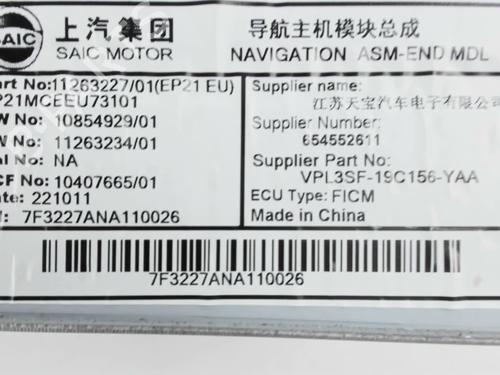 SAIC 上汽集团
SAIC MOTOR
导航主机模块总成
NAVIGATION ASM-END MDL
Part No:11263227/01(EP21 EU)
P21MCEEU73101
W No: 10854929/01
W No: 11263234/01
al No: NA
CF No: 10407665/01
ate: 221011
: 7F3227ANA110026
Supplier name:
江苏天宝汽车电子有限公司
Supplier Number:
654552611
Supplier Part No:
VPL3SF-19C156-YAA
ECU Type: FICM
Made in China
7F3227ANA110026